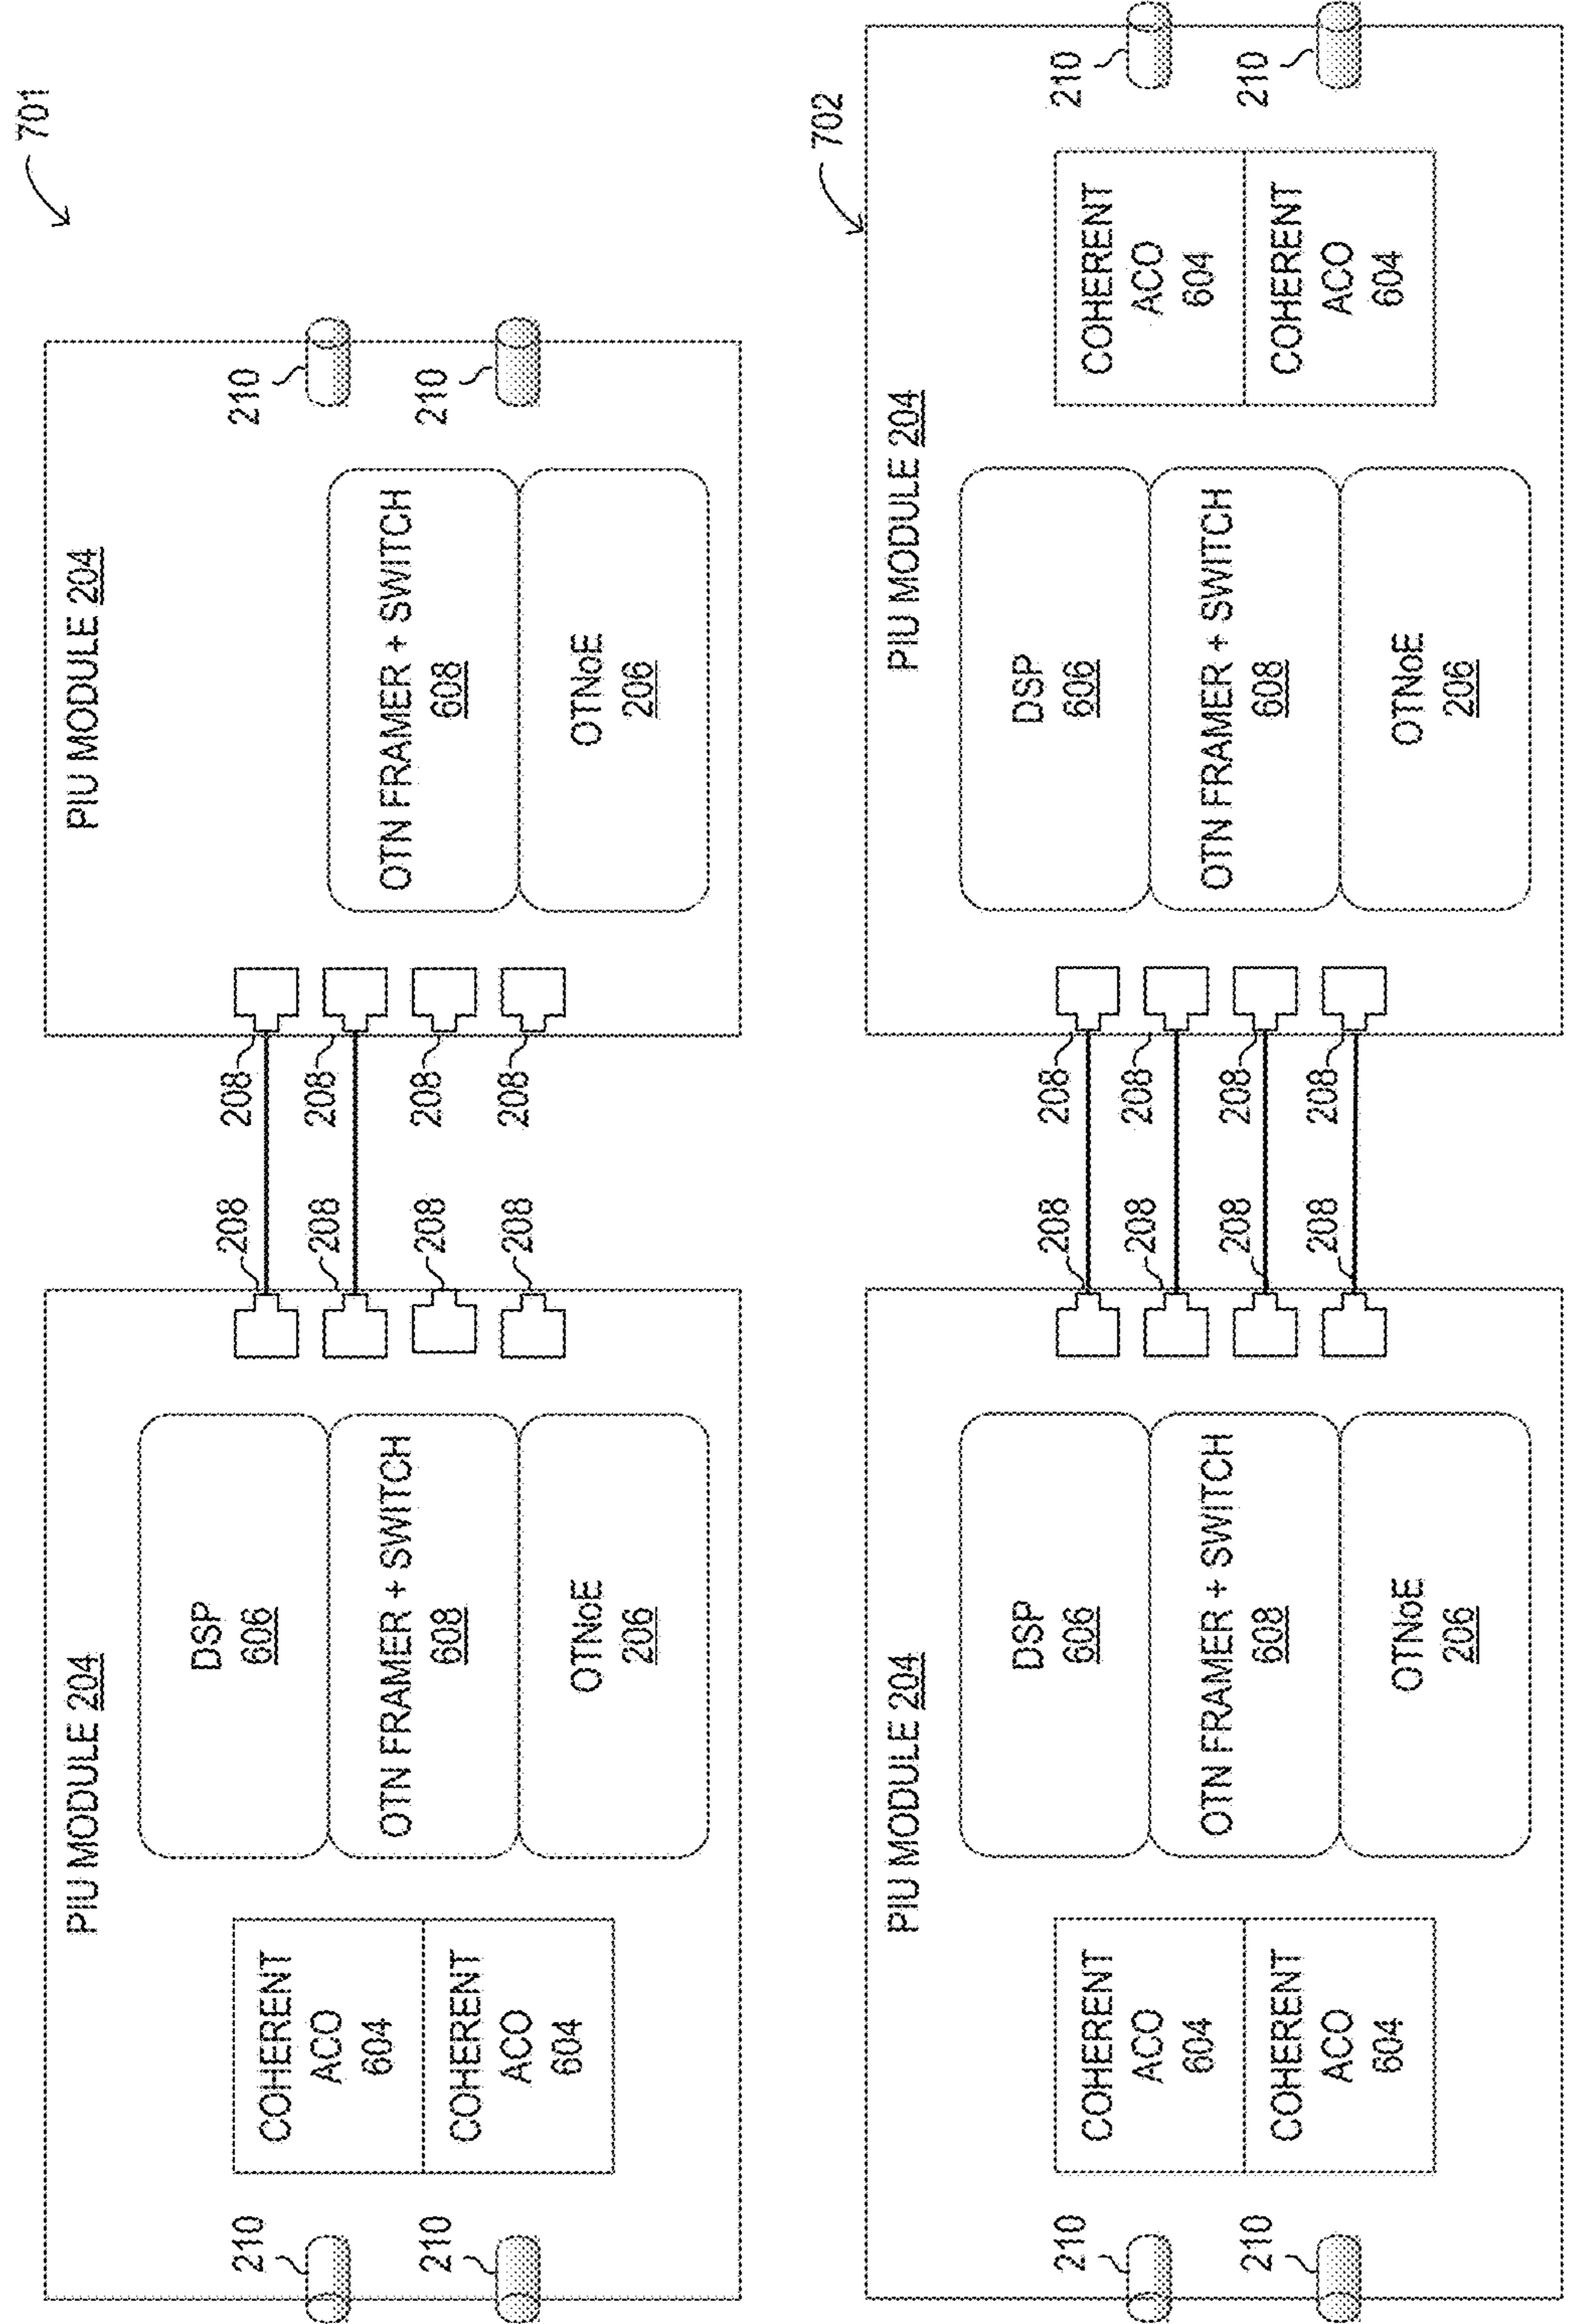 701
PIU MODULE 204
210
210
COHERENT
ACO
604
COHERENT
ACO
604
DSP
606
OTN FRAMER + SWITCH
608
OTNoE
206
208
208
208
208
208
208
208
208
PIU MODULE 204
OTN FRAMER + SWITCH
608
OTNoE
206
210
210
702
PIU MODULE 204
210
210
COHERENT
ACO
604
COHERENT
ACO
604
DSP
606
OTN FRAMER + SWITCH
608
OTNoE
206
208
208
208
208
208
208
208
208
PIU MODULE 204
DSP
606
OTN FRAMER + SWITCH
608
OTNoE
206
COHERENT
ACO
604
COHERENT
ACO
604
210
210